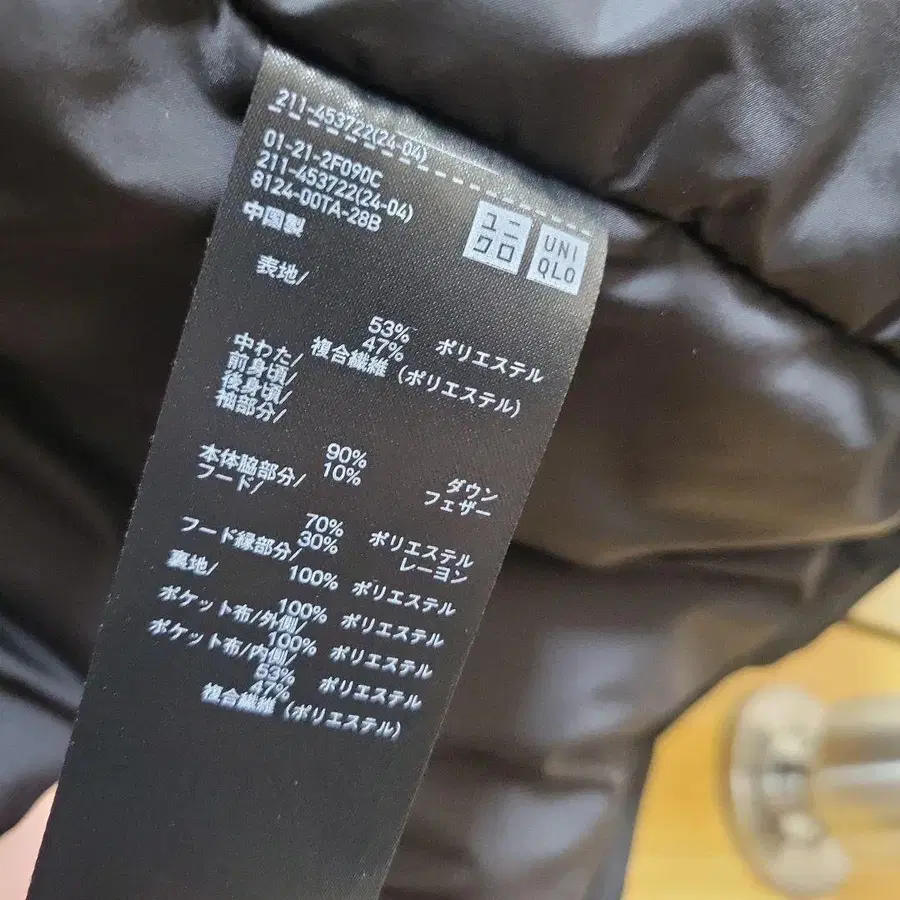 211-453722(24-04)
01-21-2F090C
211-453722(24-04)
8124-00TA-28B
中国製
ユニクロ
UNIQLO
表地/
53% ポリエステル
47%
複合繊維 (ポリエステル)
中わた/
前身頃/
後身頃/
袖部分/
90% ダウン
10% フェザー
本体脇部分/
フード/
70% ポリエステル
30% レーヨン
フード縁部分/
100% ポリエステル
裏地/
100% ポリエステル
ポケット布/外側/
100% ポリエステル
ポケット布/内側/
53% ポリエステル
47%
複合繊維 (ポリエステル)